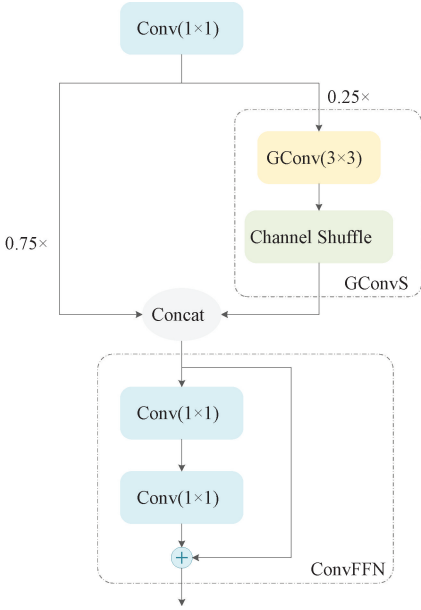 Conv(1×1)
0.25×
GConv(3×3)
0.75×
Channel Shuffle
GConvS
Concat
Conv(1×1)
Conv(1×1)
+
ConvFFN